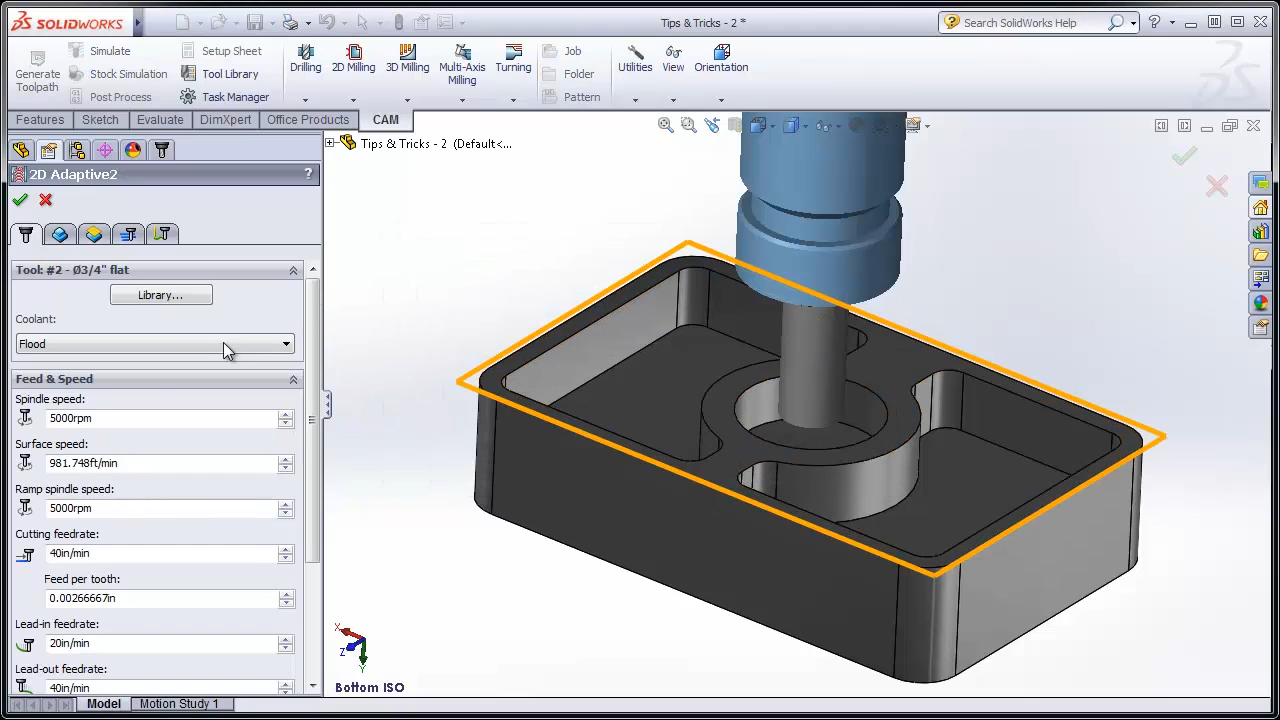 SOLIDWORKS
Tips & Tricks - 2 *
Search SolidWorks Help
Generate Toolpath
Simulate
Stock Simulation
Post Process
Setup Sheet
Tool Library
Task Manager
Drilling
2D Milling
3D Milling
Multi-Axis Milling
Turning
Job
Folder
Pattern
Utilities
View
Orientation
Features
Sketch
Evaluate
DimXpert
Office Products
CAM
Tips & Tricks - 2 (Default<...
2D Adaptive2
?
Tool: #2 - Ø3/4" flat
Library...
Coolant:
Flood
Feed & Speed
Spindle speed:
5000rpm
Surface speed:
981.748ft/min
Ramp spindle speed:
5000rpm
Cutting feedrate:
40in/min
Feed per tooth:
0.00266667in
Lead-in feedrate:
20in/min
Lead-out feedrate:
40in/min
X
Z
Y
Bottom ISO
Model
Motion Study 1